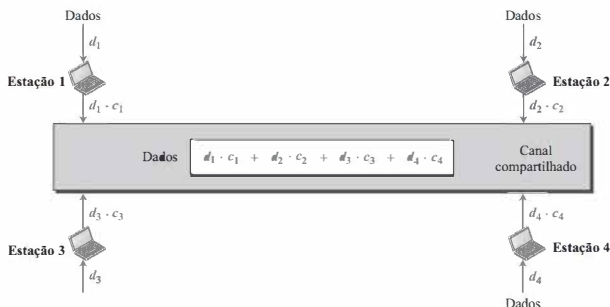 Dados
Dados
d1
d2
Estação 1
Estação 2
d1 · c1
d2 · c2
Dados
d1 · c1 + d2 · c2 + d3 · c3 + d4 · c4
Canal
compartilhado
d3 · c3
d4 · c4
Estação 3
Estação 4
d3
d4
Dados